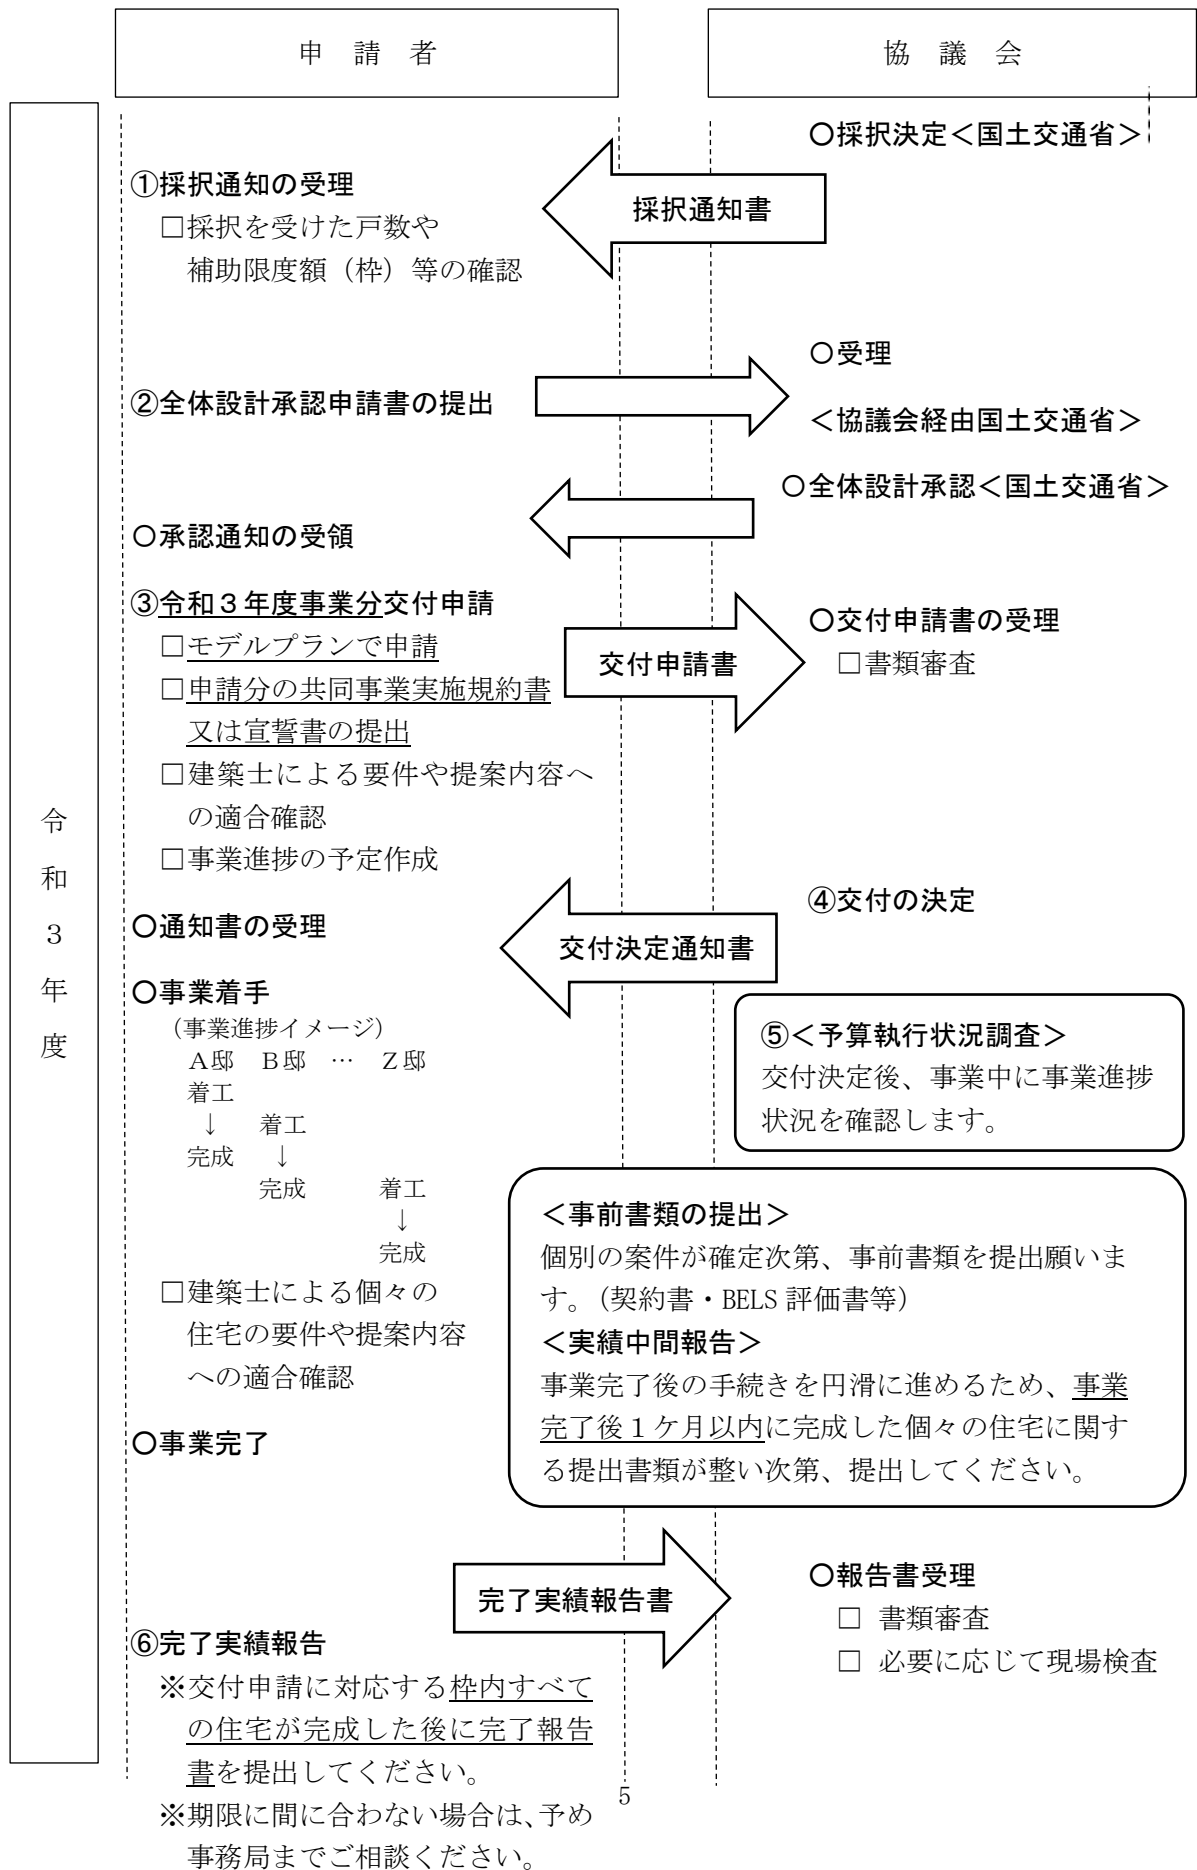 申 請 者
協 議 会
令和３年度
〇採択決定＜国土交通省＞
①採択通知の受理
□採択を受けた戸数や
補助限度額（枠）等の確認
採択通知書
〇受理
②全体設計承認申請書の提出
＜協議会経由国土交通省＞
〇全体設計承認＜国土交通省＞
〇承認通知の受領
③令和３年度事業分交付申請
□モデルプランで申請
□申請分の共同事業実施規約書
又は宣誓書の提出
□建築士による要件や提案内容へ
の適合確認
□事業進捗の予定作成
交付申請書
〇交付申請書の受理
□書類審査
④交付の決定
〇通知書の受理
交付決定通知書
〇事業着手
（事業進捗イメージ）
Ａ邸　Ｂ邸　…　Ｚ邸
着工
↓　着工
完成　↓
完成　着工
↓
完成
□建築士による個々の
住宅の要件や提案内容
への適合確認
〇事業完了
⑤＜予算執行状況調査＞
交付決定後、事業中に事業進捗
状況を確認します。
＜事前書類の提出＞
個別の案件が確定次第、事前書類を提出願いま
す。（契約書・BELS 評価書等）
＜実績中間報告＞
事業完了後の手続きを円滑に進めるため、事業
完了後１ケ月以内に完成した個々の住宅に関す
る提出書類が整い次第、提出してください。
完了実績報告書
〇報告書受理
□ 書類審査
□ 必要に応じて現場検査
⑥完了実績報告
※交付申請に対応する枠内すべて
の住宅が完成した後に完了報告
書を提出してください。
※期限に間に合わない場合は、予め
事務局までご相談ください。
5